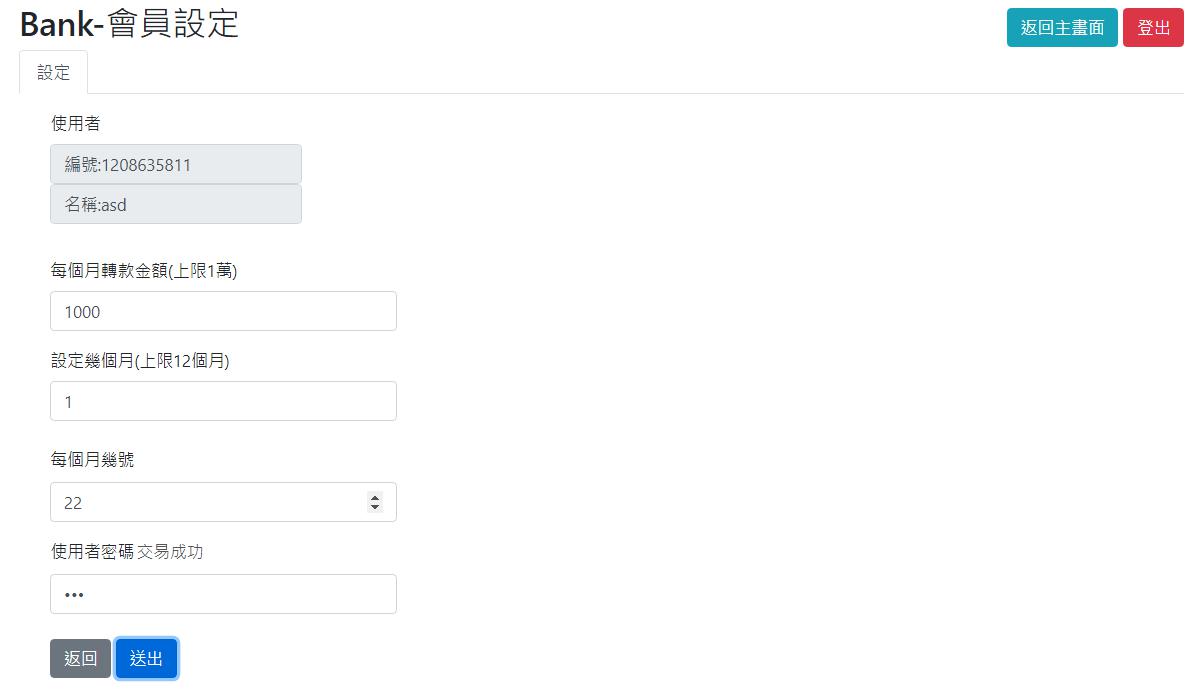 Bank-會員設定
返回主畫面 登出
設定
使用者
編號:1208635811
名稱:asd
每個月轉款金額(上限1萬)
1000
設定幾個月(上限12個月)
1
每個月幾號
22
使用者密碼 交易成功
•••
返回 送出